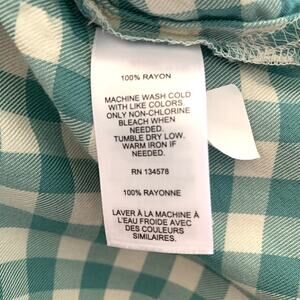 100% RAYON
MACHINE WASH COLD
WITH LIKE COLORS.
ONLY NON-CHLORINE
BLEACH WHEN
NEEDED.
TUMBLE DRY LOW.
WARM IRON IF
NEEDED.
RN 134578
100% RAYONNE
LAVER À LA MACHINE À
L'EAU FROIDE AVEC
DES COULEURS
SIMILAIRES.